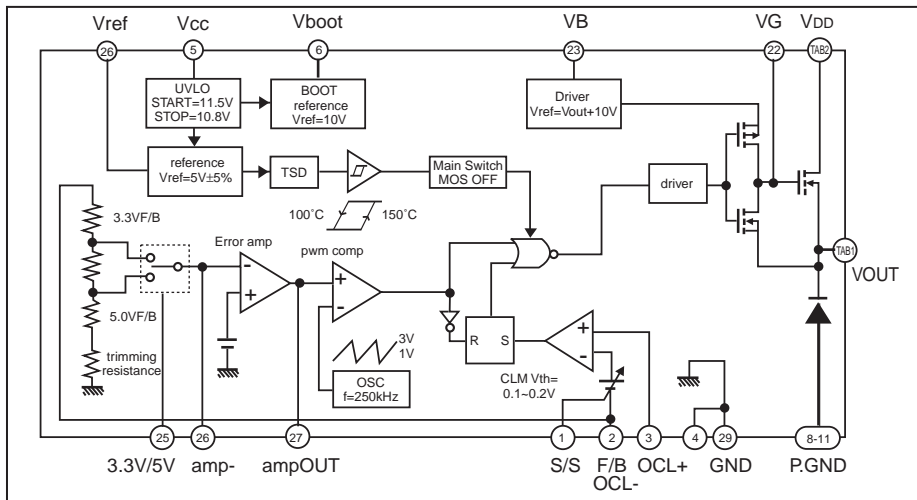 Vref
Vcc
Vboot
VB
VG
VDD
26
5
6
23
22
TAB2
UVLO
START=11.5V
STOP=10.8V
BOOT
reference
Vref=10V
Driver
Vref=Vout+10V
reference
Vref=5V±5%
TSD
Main Switch
MOS OFF
driver
100˚C
150˚C
3.3VF/B
Error amp
pwm comp
TAB1
VOUT
-
+
+
-
5.0VF/B
R
S
+
-
3V
1V
trimming
resistance
OSC
f=250kHz
CLM Vth=
0.1~0.2V
25
26
27
1
2
3
4
29
8-11
3.3V/5V
amp-
ampOUT
S/S
F/B
OCL-
OCL+
GND
P.GND